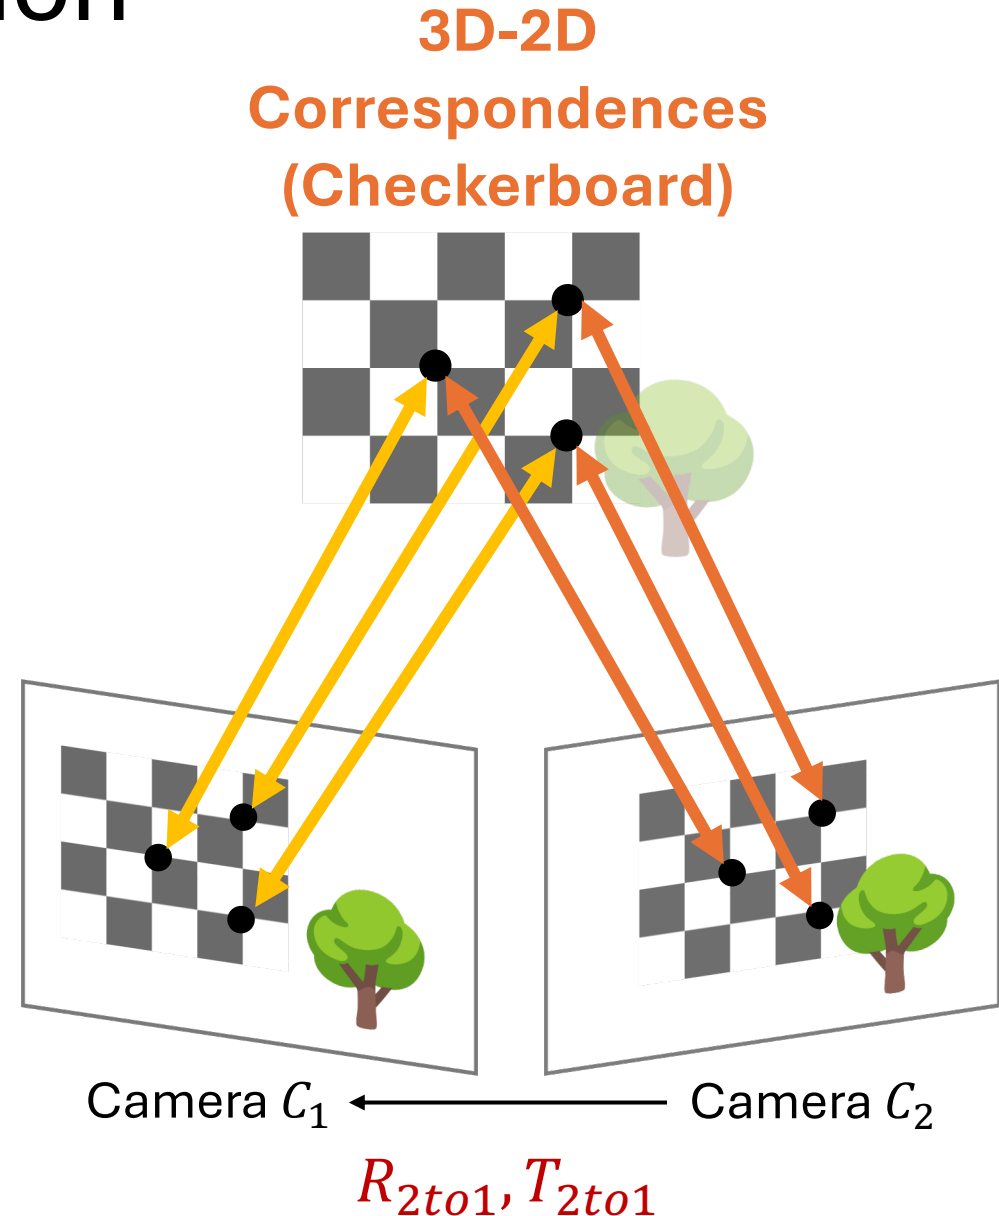 3D-2D
Correspondences
(Checkerboard)
Camera C₁
Camera C₂
R₂ₜₒ₁, T₂ₜₒ₁